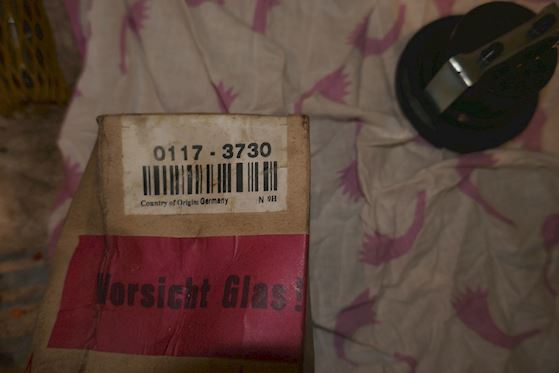 0117 - 3730
Country of Origin: Germany N 9H
Vorsicht Glas!